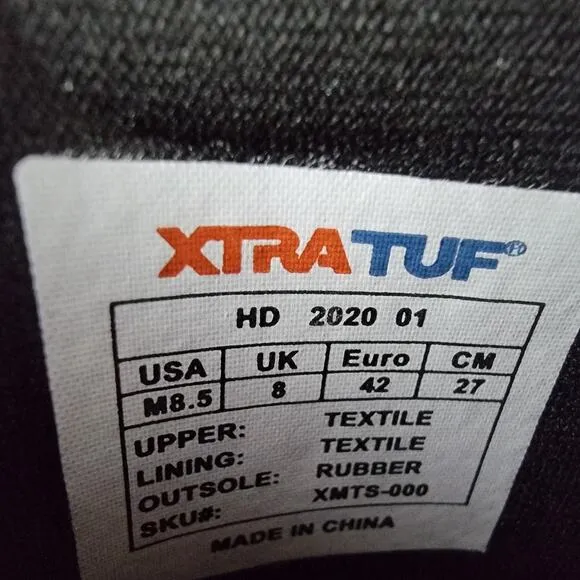 XTRATUF®
HD 2020 01
USA UK Euro CM
M8.5 8 42 27
UPPER: TEXTILE
LINING: TEXTILE
OUTSOLE: RUBBER
SKU#: XMTS-000
MADE IN CHINA